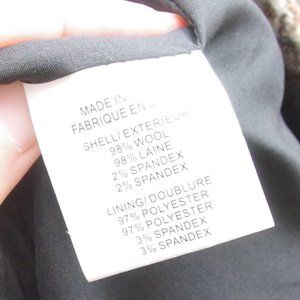 MADE IN
FABRIQUE EN
SHELL/EXTERIEUR
98% WOOL
98% LAINE
2% SPANDEX
2% SPANDEX
LINING/DOUBLURE
97% POLYESTER
97% POLYESTER
3% SPANDEX
3% SPANDEX